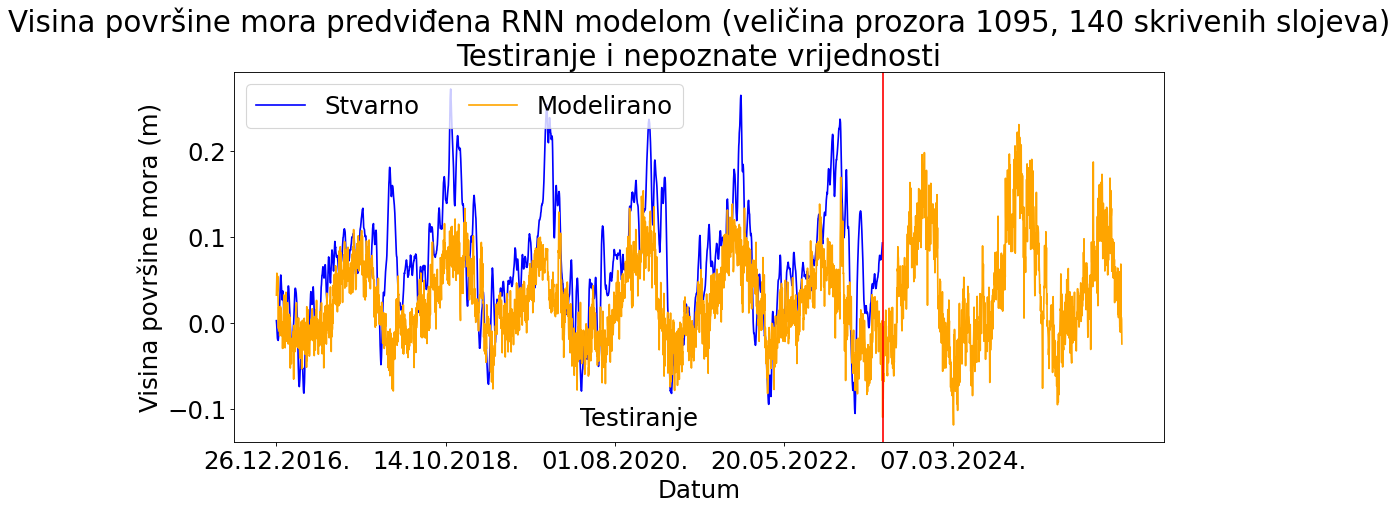 Visina površine mora predviđena RNN modelom (veličina prozora 1095, 140 skrivenih slojeva)
Testiranje i nepoznate vrijednosti
Stvarno
Modelirano
Visina površine mora (m)
0.2
0.1
0.0
−0.1
Testiranje
26.12.2016.
14.10.2018.
01.08.2020.
20.05.2022.
07.03.2024.
Datum